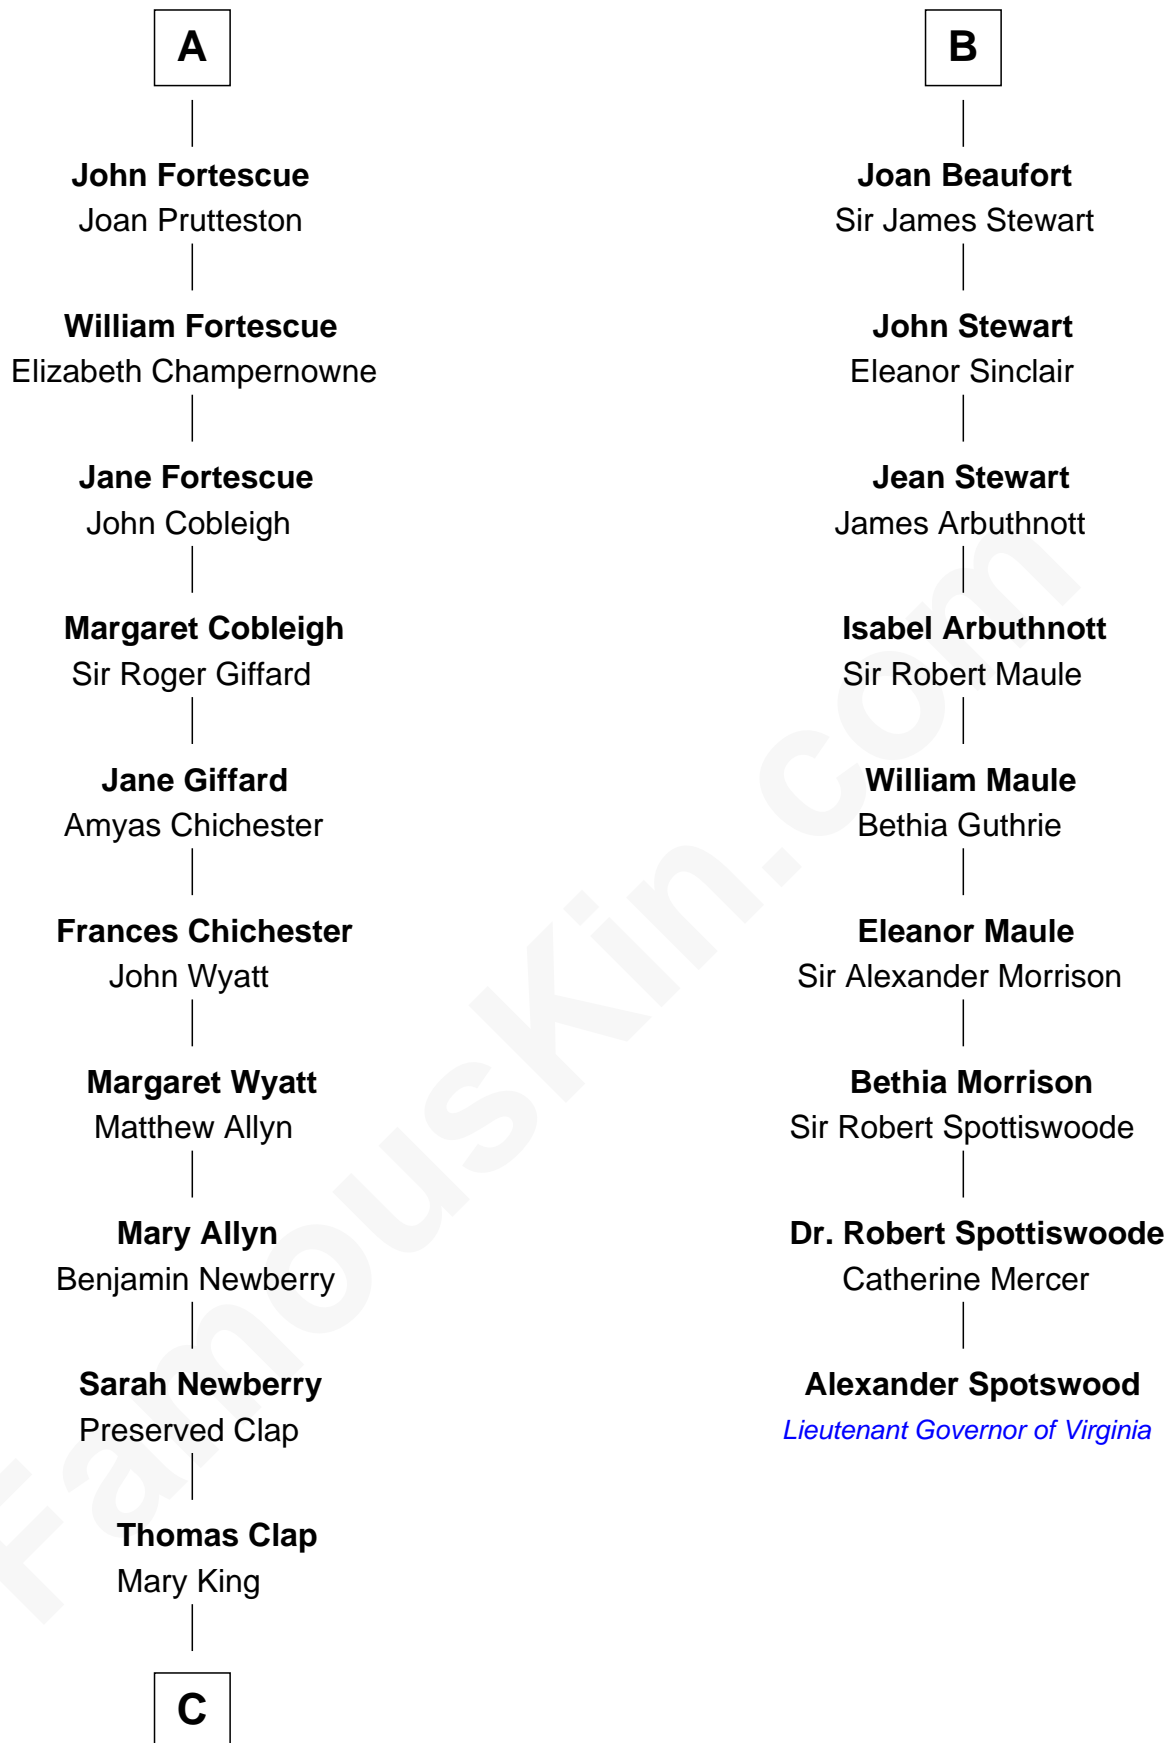 A
John Fortescue
Joan Prutteston
William Fortescue
Elizabeth Champernowne
Jane Fortescue
John Cobleigh
Margaret Cobleigh
Sir Roger Giffard
Jane Giffard
Amyas Chichester
Frances Chichester
John Wyatt
Margaret Wyatt
Matthew Allyn
Mary Allyn
Benjamin Newberry
Sarah Newberry
Preserved Clap
Thomas Clap
Mary King
C
B
Joan Beaufort
Sir James Stewart
John Stewart
Eleanor Sinclair
Jean Stewart
James Arbuthnott
Isabel Arbuthnott
Sir Robert Maule
William Maule
Bethia Guthrie
Eleanor Maule
Sir Alexander Morrison
Bethia Morrison
Sir Robert Spottiswoode
Dr. Robert Spottiswoode
Catherine Mercer
Alexander Spotswood
Lieutenant Governor of Virginia
FamousKin.com